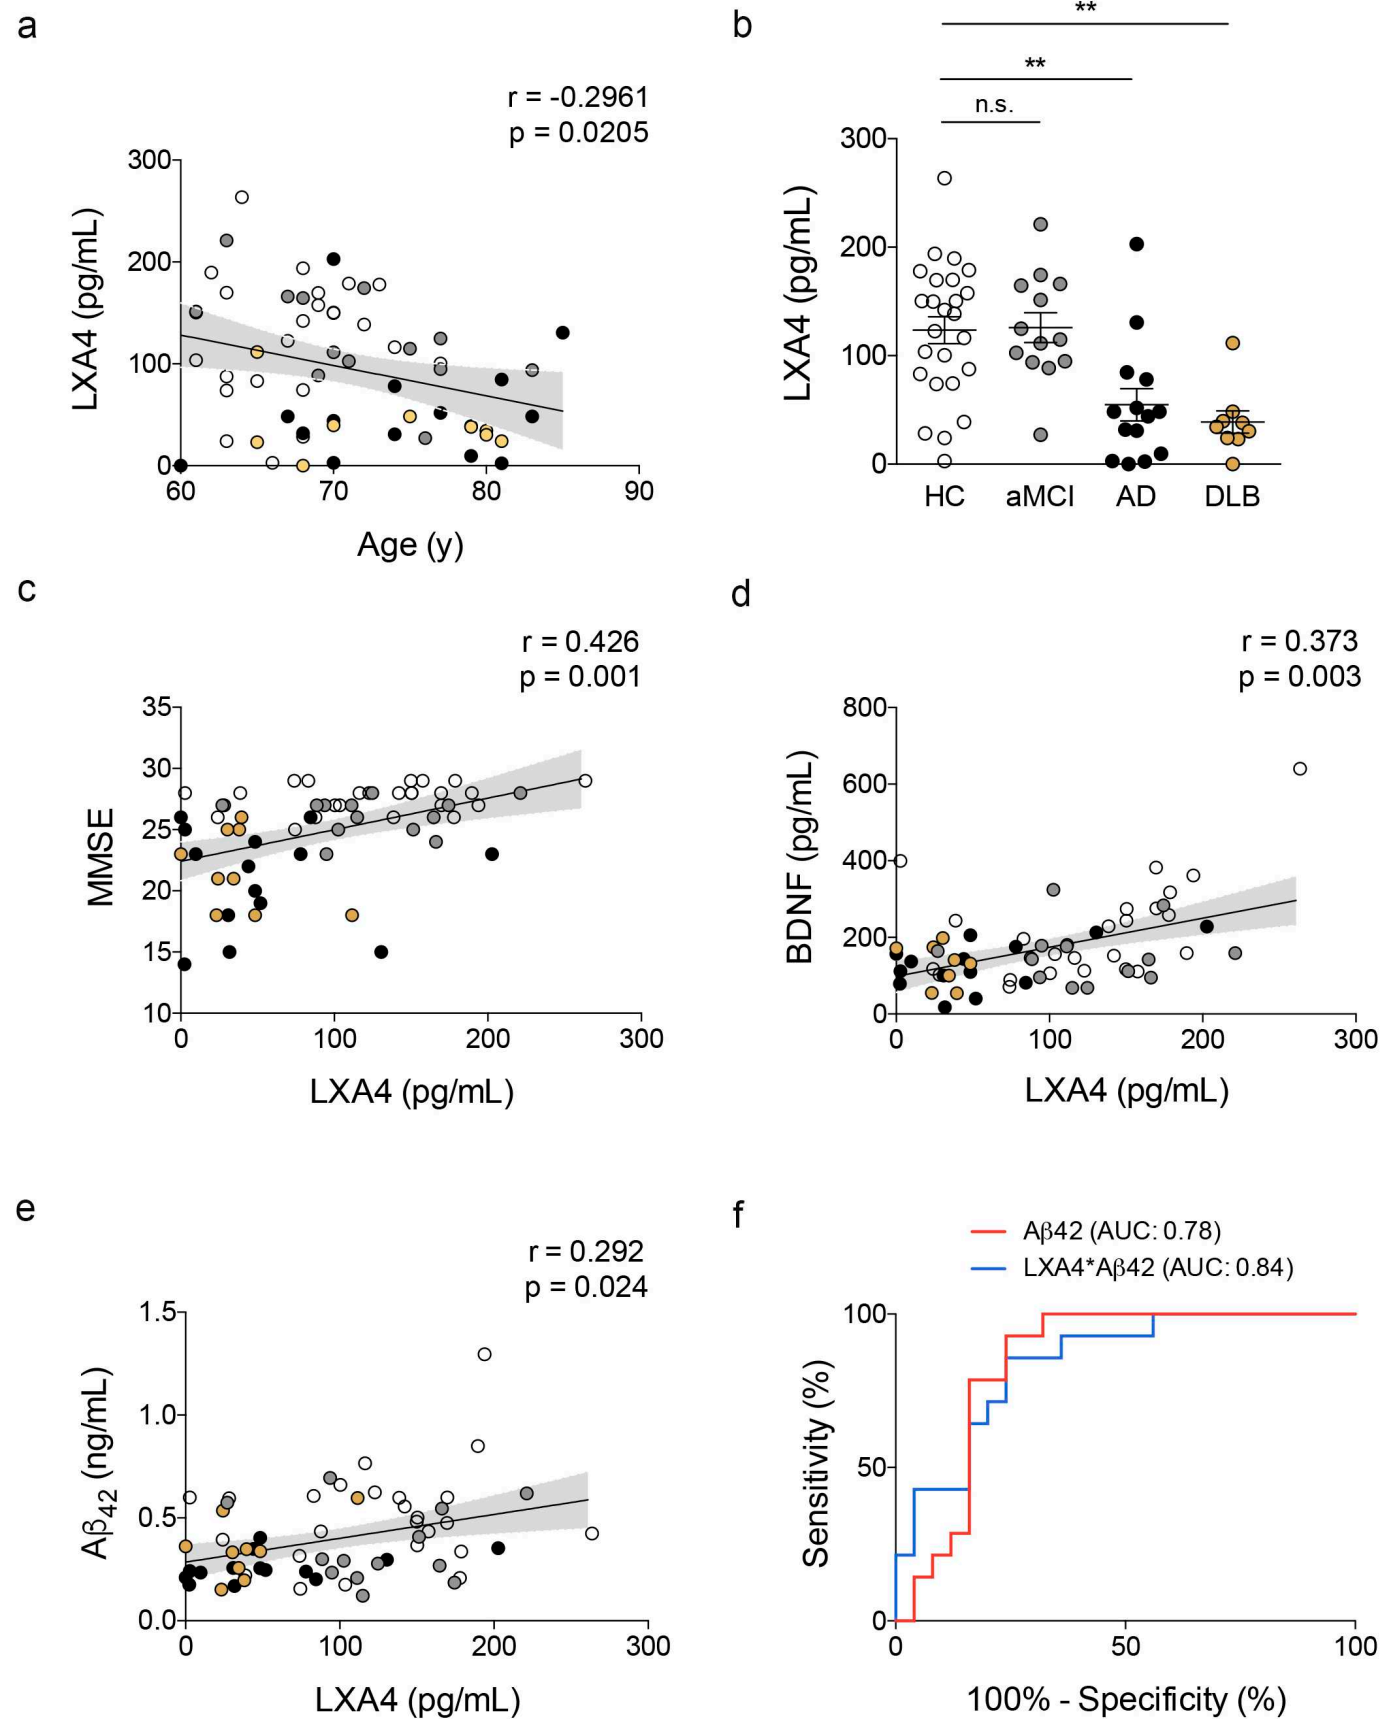 a
r = -0.2961
p = 0.0205
300
200
100
0
LXA4 (pg/mL)
60 70 80 90
Age (y)
b
**
**
n.s.
300
200
100
0
LXA4 (pg/mL)
HC aMCI AD DLB
c
r = 0.426
p = 0.001
35
30
25
20
15
10
MMSE
0 100 200 300
LXA4 (pg/mL)
d
r = 0.373
p = 0.003
800
600
400
200
0
BDNF (pg/mL)
0 100 200 300
LXA4 (pg/mL)
e
r = 0.292
p = 0.024
1.5
1.0
0.5
0.0
Aβ42 (ng/mL)
0 100 200 300
LXA4 (pg/mL)
f
Aβ42 (AUC: 0.78)
LXA4*Aβ42 (AUC: 0.84)
100
50
0
Sensitivity (%)
0 50 100
100% - Specificity (%)